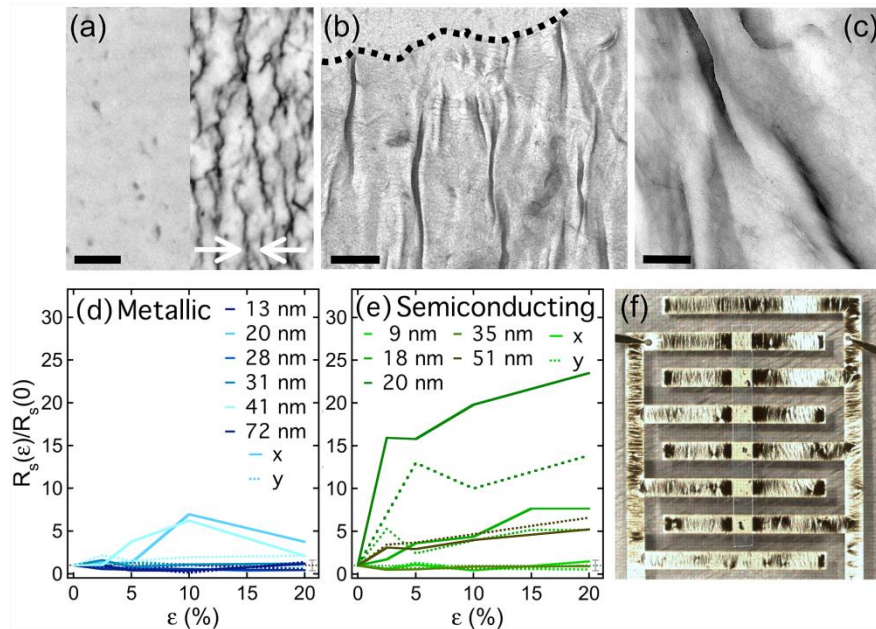 (a)
(b)
(c)
(d) Metallic
13 nm
20 nm
28 nm
31 nm
41 nm
72 nm
x
y
30
25
20
15
10
5
0
Rs(ε)/Rs(0)
0 5 10 15 20
ε (%)
(e) Semiconducting
9 nm 35 nm x
18 nm 51 nm y
20 nm
30
25
20
15
10
5
0
0 5 10 15 20
ε (%)
(f)